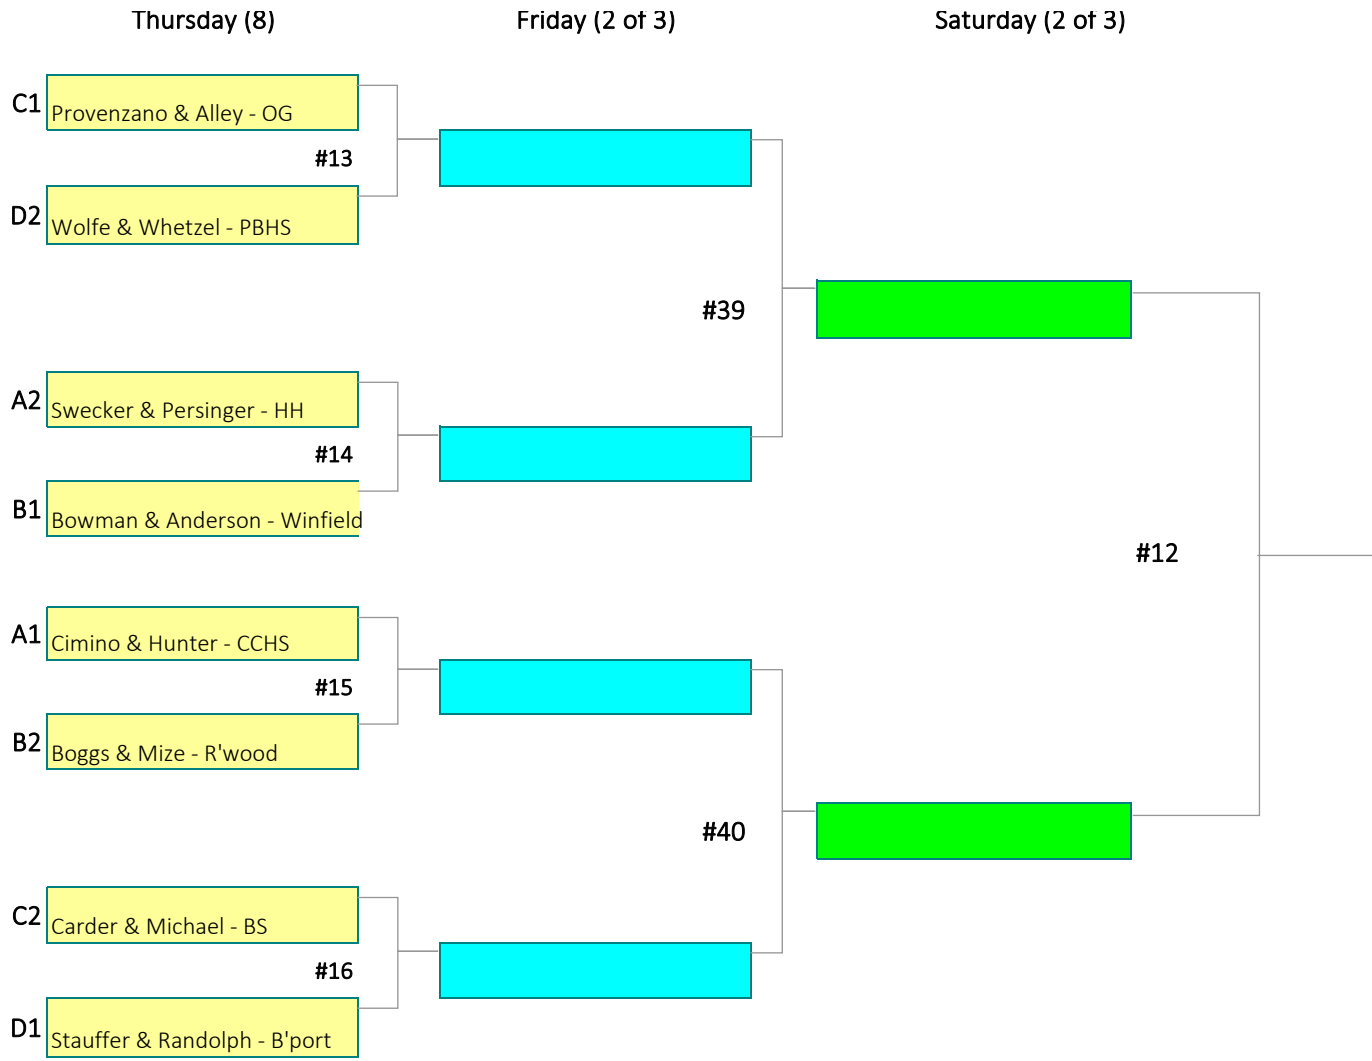 Thursday (8) Friday (2 of 3) Saturday (2 of 3)
C1 Provenzano & Alley - OG
#13
D2 Wolfe & Whetzel - PBHS
#39
A2 Swecker & Persinger - HH
#14
B1 Bowman & Anderson - Winfield
#12
A1 Cimino & Hunter - CCHS
#15
B2 Boggs & Mize - R'wood
#40
C2 Carder & Michael - BS
#16
D1 Stauffer & Randolph - B'port